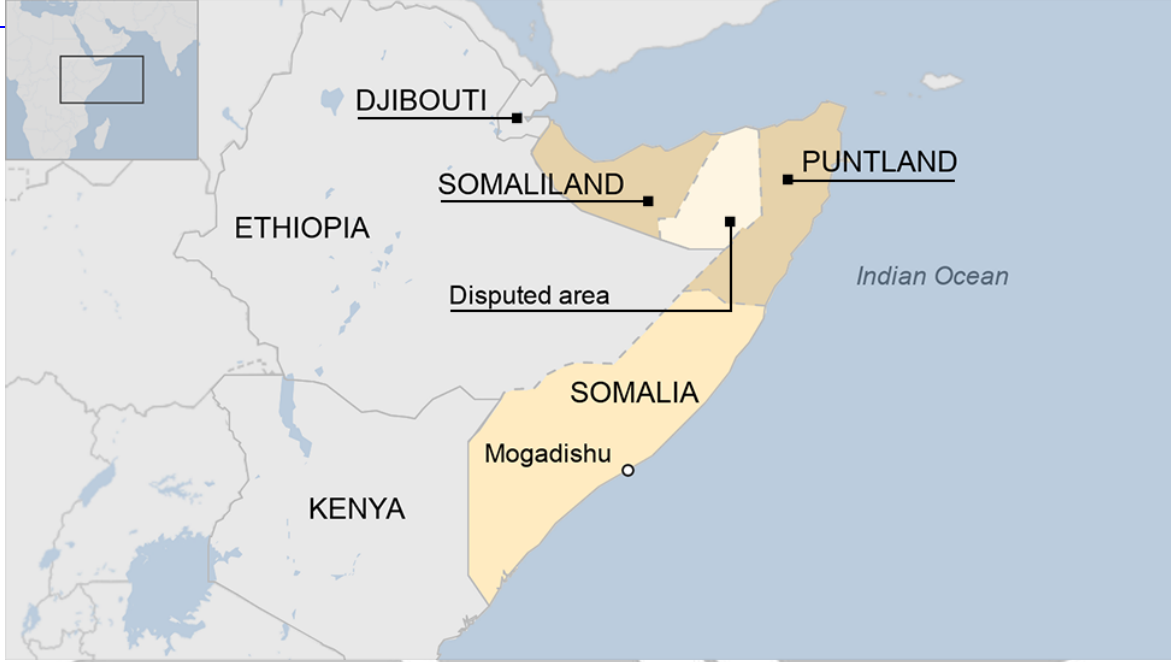 DJIBOUTI
PUNTLAND
SOMALILAND
ETHIOPIA
Indian Ocean
Disputed area
SOMALIA
Mogadishu
KENYA